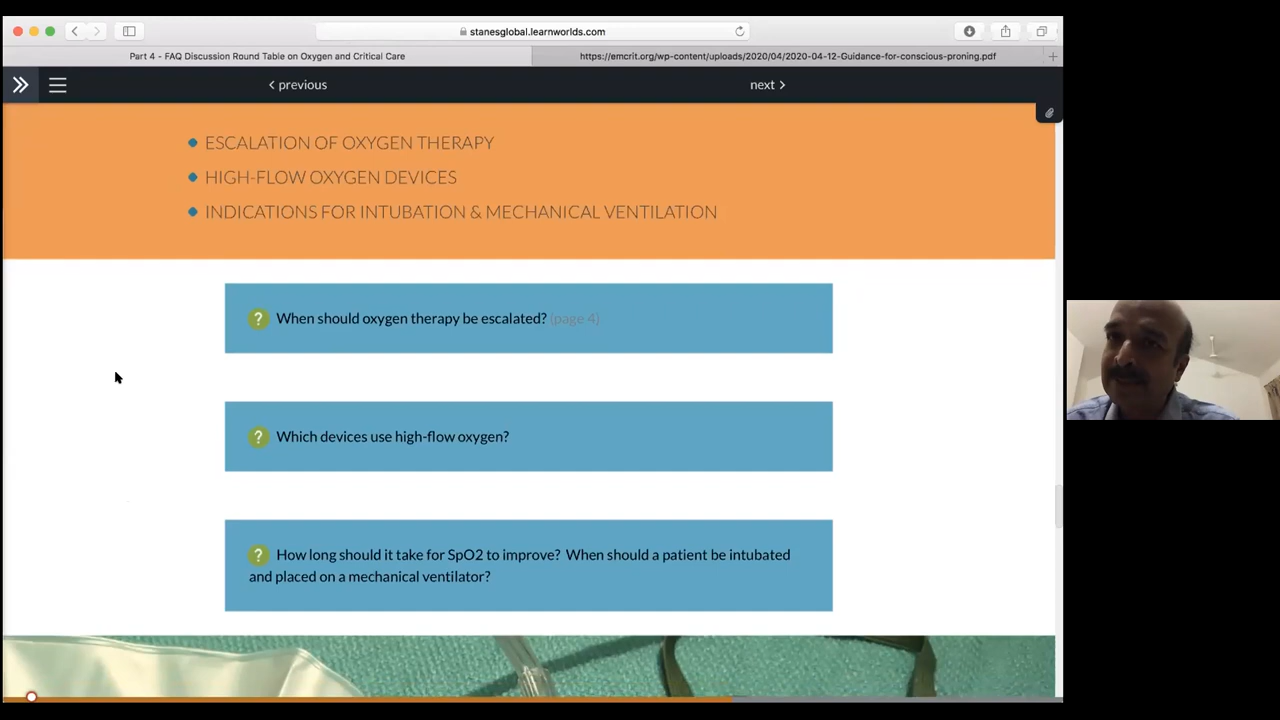 stanesglobal.learnworlds.com
Part 4 - FAQ Discussion Round Table on Oxygen and Critical Care
https://emcrit.org/wp-content/uploads/2020/04/2020-04-12-Guidance-for-conscious-proning.pdf
previous
next
ESCALATION OF OXYGEN THERAPY
HIGH-FLOW OXYGEN DEVICES
INDICATIONS FOR INTUBATION & MECHANICAL VENTILATION
? When should oxygen therapy be escalated? (page 4)
? Which devices use high-flow oxygen?
? How long should it take for SpO2 to improve? When should a patient be intubated
and placed on a mechanical ventilator?